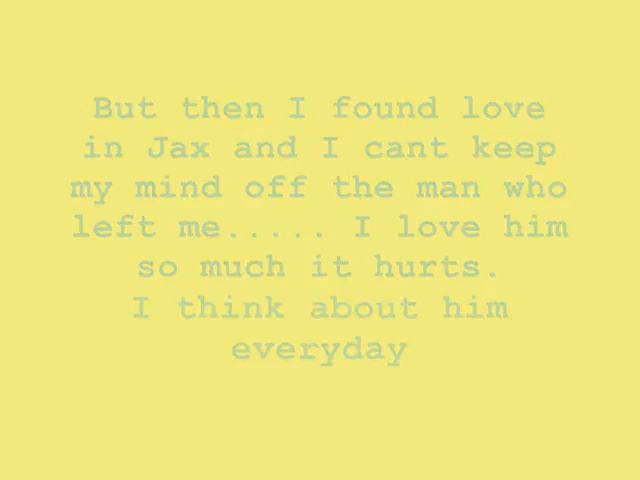 But then I found love
in Jax and I cant keep
my mind off the man who
left me..... I love him
so much it hurts.
I think about him
everyday